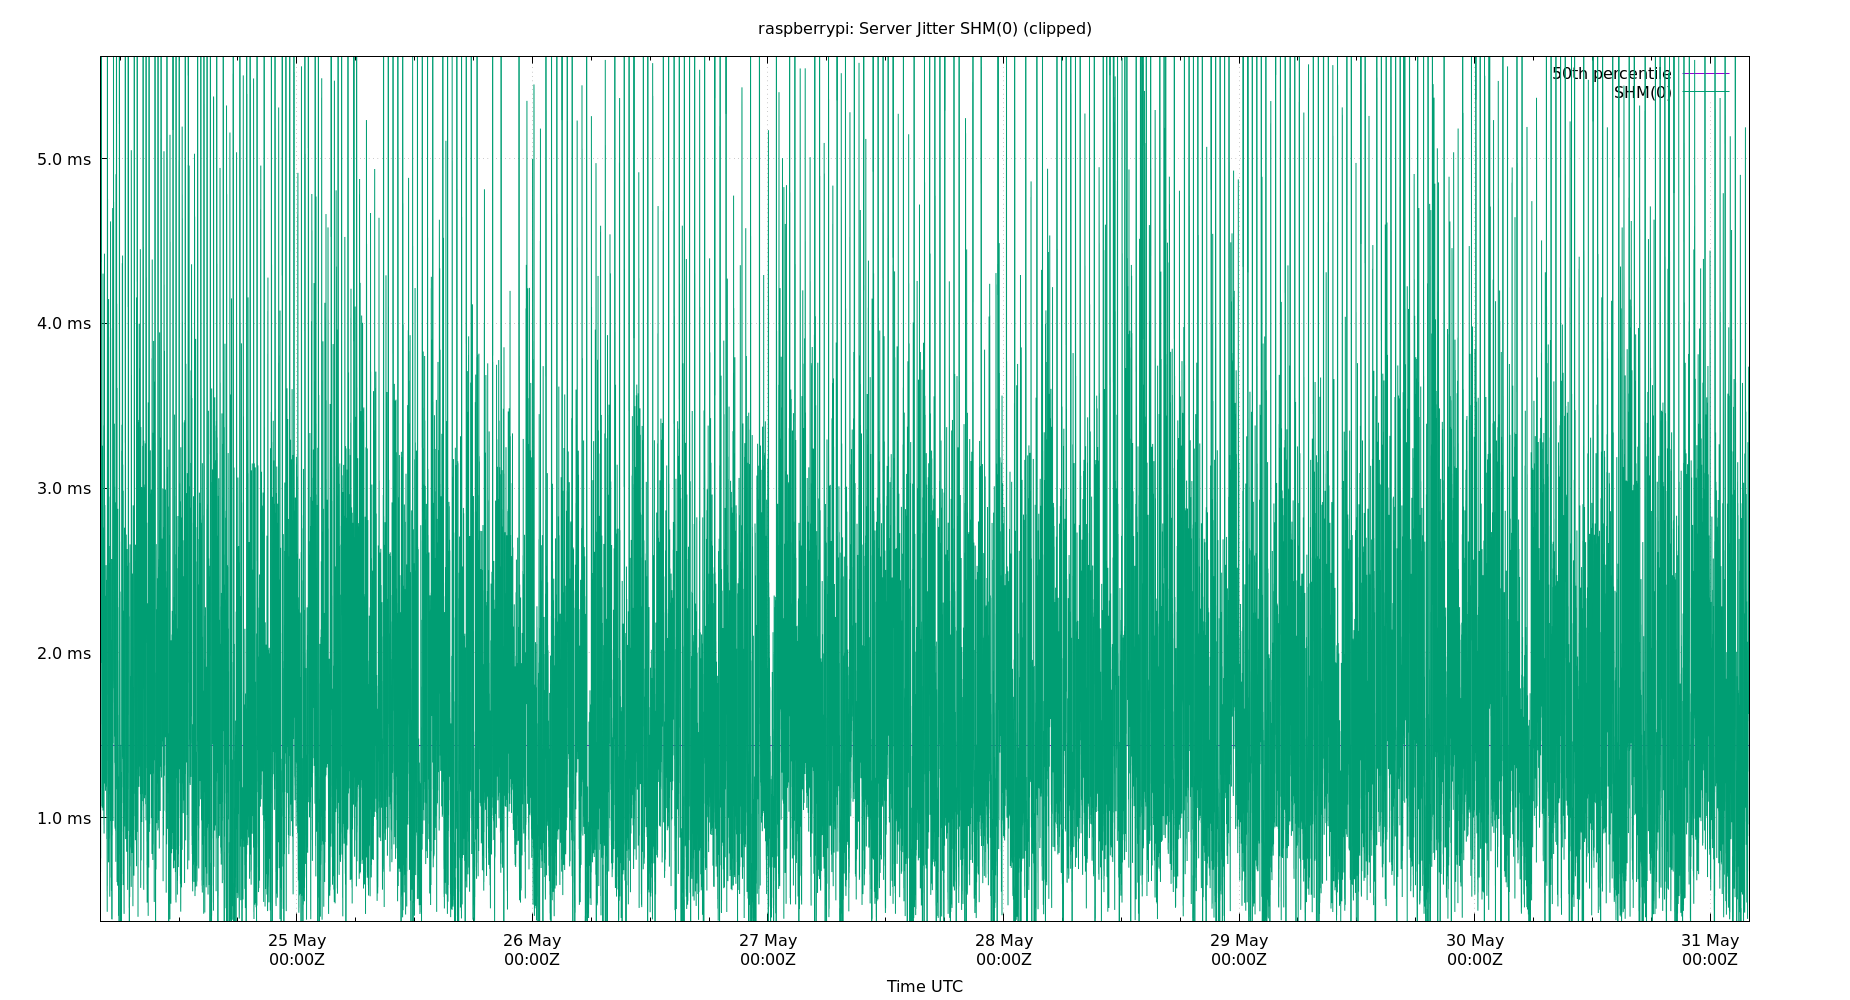 raspberrypi: Server Jitter SHM(0) (clipped)
50th percentile
SHM(0)
5.0 ms
4.0 ms
3.0 ms
2.0 ms
1.0 ms
25 May 26 May 27 May 28 May 29 May 30 May 31 May
00:00Z 00:00Z 00:00Z 00:00Z 00:00Z 00:00Z 00:00Z
Time UTC